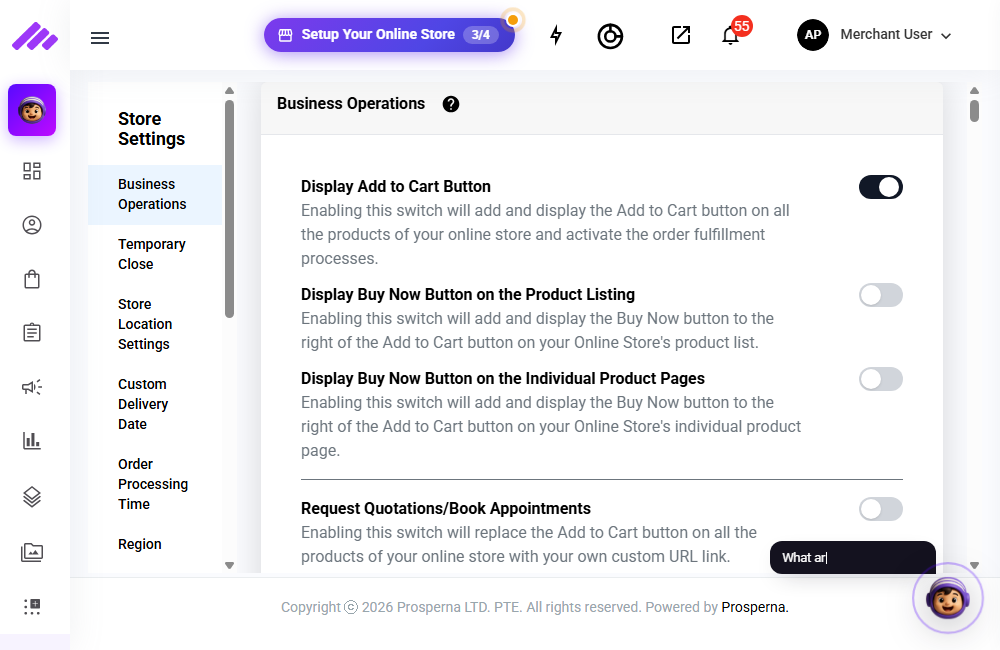 Setup Your Online Store 3/4
55
AP
Merchant User
Store
Settings
Business
Operations
Temporary
Close
Store
Location
Settings
Custom
Delivery
Date
Order
Processing
Time
Region
Business Operations
Display Add to Cart Button
Enabling this switch will add and display the Add to Cart button on all
the products of your online store and activate the order fulfillment
processes.
Display Buy Now Button on the Product Listing
Enabling this switch will add and display the Buy Now button to the
right of the Add to Cart button on your Online Store's product list.
Display Buy Now Button on the Individual Product Pages
Enabling this switch will add and display the Buy Now button to the
right of the Add to Cart button on your Online Store's individual product
page.
Request Quotations/Book Appointments
Enabling this switch will replace the Add to Cart button on all the
products of your online store with your own custom URL link.
What ar
Copyright © 2026 Prosperna LTD. PTE. All rights reserved. Powered by Prosperna.